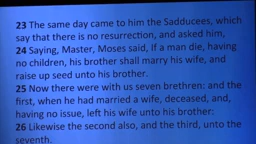 23 The same day came to him the Sadducees, which
say that there is no resurrection, and asked him,
24 Saying, Master, Moses said, If a man die, having
no children, his brother shall marry his wife, and
raise up seed unto his brother.
25 Now there were with us seven brethren: and the
first, when he had married a wife, deceased, and,
having no issue, left his wife unto his brother:
26 Likewise the second also, and the third, unto the
seventh.